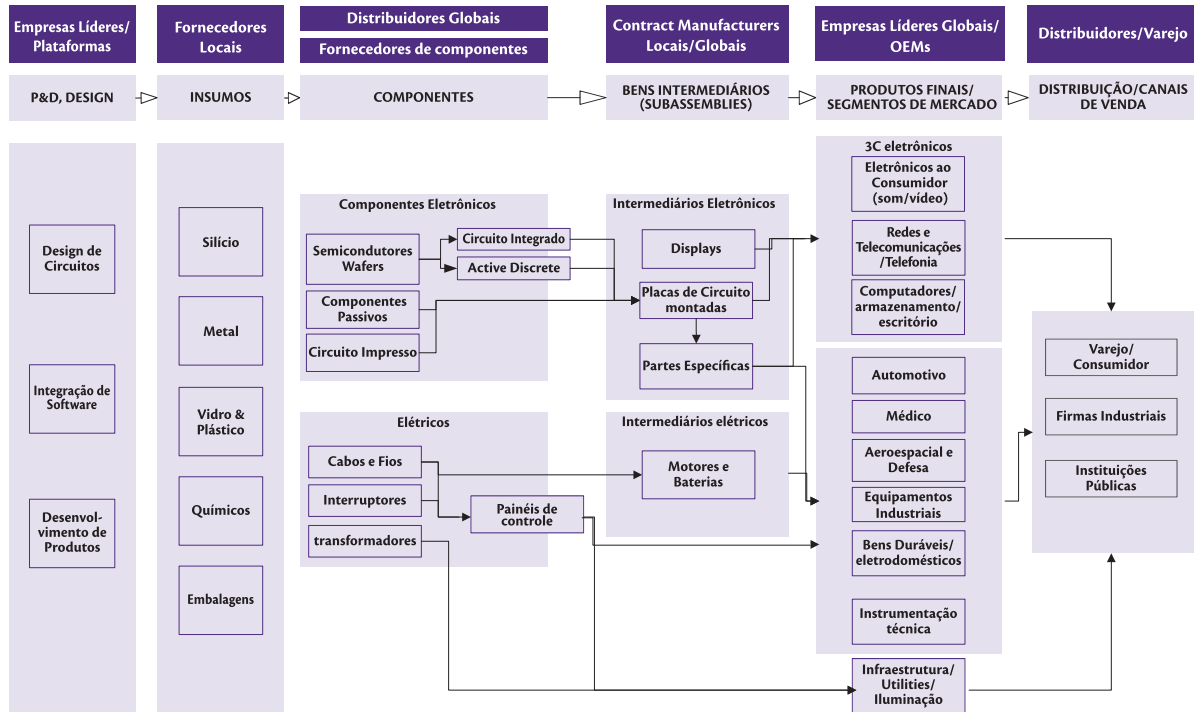 Empresas Líderes/
Plataformas
Fornecedores
Locais
Distribuidores Globais
Fornecedores de componentes
Contract Manufacturers
Locais/Globais
Empresas Líderes Globais/
OEMs
Distribuidores/Varejo
P&D, DESIGN
INSUMOS
COMPONENTES
BENS INTERMEDIÁRIOS
(SUBASSEMBLIES)
PRODUTOS FINAIS/
SEGMENTOS DE MERCADO
DISTRIBUIÇÃO/CANAIS
DE VENDA
Design de
Circuitos
Integração de
Software
Desenvol-
vimento de
Produtos
Silício
Metal
Vidro &
Plástico
Químicos
Embalagens
Componentes Eletrônicos
Semicondutores
Wafers
Circuito Integrado
Active Discrete
Componentes
Passivos
Circuito Impresso
Elétricos
Cabos e Fios
Interruptores
transformadores
Painéis de
controle
Intermediários Eletrônicos
Displays
Placas de Circuito
montadas
Partes Específicas
Intermediários elétricos
Motores e
Baterias
3C eletrônicos
Eletrônicos ao
Consumidor
(som/vídeo)
Redes e
Telecomunicações
/Telefonia
Computadores/
armazenamento/
escritório
Automotivo
Médico
Aeroespacial e
Defesa
Equipamentos
Industriais
Bens Duráveis/
eletrodomésticos
Instrumentação
técnica
Infraestrutura/
Utilities/
Iluminação
Varejo/
Consumidor
Firmas Industriais
Instituições
Públicas